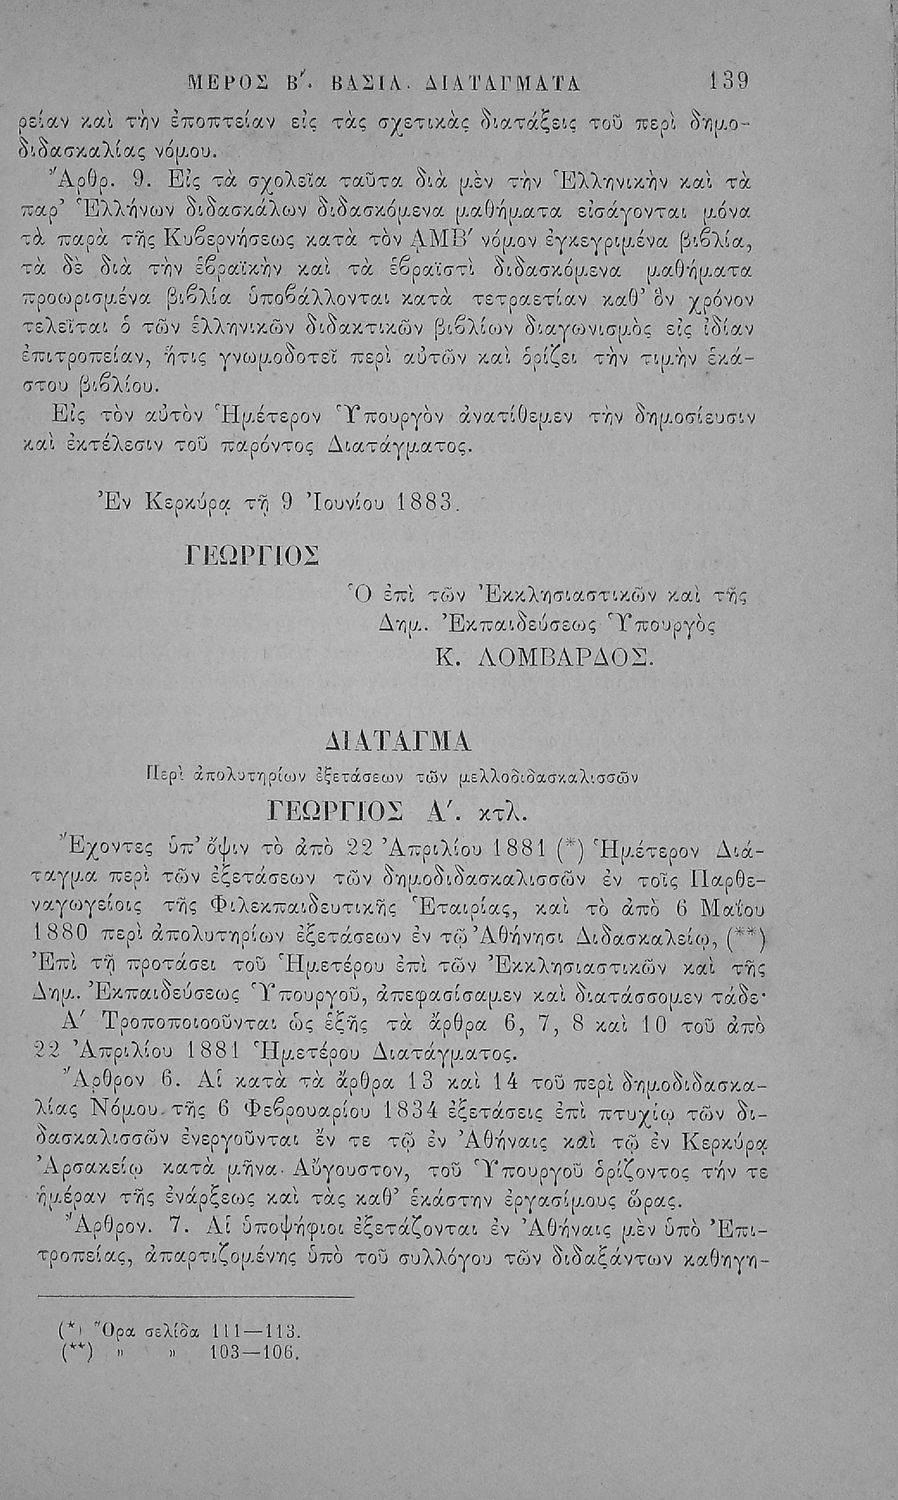 ΜΕΡΟΣ Β΄. ΒΑΣΙΛ. ΔΙΑΤΑΓΜΑΤΑ 139
ρείαν καὶ τὴν ἐποπτείαν εἰς τὰς σχετικὰς διατάξεις τοῦ περὶ δημο-
διδασκαλίας νόμου.
Ἄρθρ. 9. Εἰς τὰ σχολεῖα ταῦτα διὰ μὲν τὴν Ἑλληνικὴν καὶ τὰ
παρ’ Ἑλλήνων διδασκάλων διδασκόμενα μαθήματα εἰσάγονται μόνα
τὰ παρὰ τῆς Κυβερνήσεως κατὰ τὸν ͵ΑΜΒ΄ νόμον ἐγκεγριμένα βιβλία,
τὰ δὲ διὰ τὴν ἑβραϊκὴν καὶ τὰ ἑβραϊστὶ διδασκόμενα μαθήματα
προωρισμένα βιβλία ὑποβάλλονται κατὰ τετραετίαν καθ’ ὃν χρόνον
τελεῖται ὁ τῶν ἑλληνικῶν διδακτικῶν βιβλίων διαγωνισμὸς εἰς ἰδίαν
ἐπιτροπείαν, ἥτις γνωμοδοτεῖ περὶ αὐτῶν καὶ ὁρίζει τὴν τιμὴν ἑκά-
στου βιβλίου.
Εἰς τὸν αὐτὸν Ἡμέτερον Ὑπουργὸν ἀνατίθεμεν τὴν δημοσίευσιν
καὶ ἐκτέλεσιν τοῦ παρόντος Διατάγματος.
Ἐν Κερκύρᾳ τῇ 9 Ἰουνίου 1883.
ΓΕΩΡΓΙΟΣ
Ὁ ἐπὶ τῶν Ἐκκλησιαστικῶν καὶ τῆς
Δημ. Ἐκπαιδεύσεως Ὑπουργὸς
Κ. ΛΟΜΒΑΡΔΟΣ.
ΔΙΑΤΑΓΜΑ
Περὶ ἀπολυτηρίων ἐξετάσεων τῶν μελλοδιδασκαλισσῶν
ΓΕΩΡΓΙΟΣ Α΄. κτλ.
Ἔχοντες ὑπ’ ὄψιν τὸ ἀπὸ 22 Ἀπριλίου 1881 (*) Ἡμέτερον Διά-
ταγμα περὶ τῶν ἐξετάσεων τῶν δημοδιδασκαλισσῶν ἐν τοῖς Παρθε-
ναγωγείοις τῆς Φιλεκπαιδευτικῆς Ἑταιρίας, καὶ τὸ ἀπὸ 6 Μαΐου
1880 περὶ ἀπολυτηρίων ἐξετάσεων ἐν τῷ Ἀθήνησι Διδασκαλείῳ, (**)
Ἐπὶ τῇ προτάσει τοῦ Ἡμετέρου ἐπὶ τῶν Ἐκκλησιαστικῶν καὶ τῆς
Δημ. Ἐκπαιδεύσεως Ὑπουργοῦ, ἀπεφασίσαμεν καὶ διατάσσομεν τάδε·
Α΄ Τροποποιοοῦνται ὡς ἑξῆς τὰ ἄρθρα 6, 7, 8 καὶ 10 τοῦ ἀπὸ
22 Ἀπριλίου 1881 Ἡμετέρου Διατάγματος.
Ἄρθρον 6. Αἱ κατὰ τὰ ἄρθρα 13 καὶ 14 τοῦ περὶ δημοδιδασκα-
λίας Νόμου τῆς 6 Φεβρουαρίου 1834 ἐξετάσεις ἐπὶ πτυχίῳ τῶν δι-
δασκαλισσῶν ἐνεργοῦνται ἔν τε τῷ ἐν Ἀθήναις καὶ τῷ ἐν Κερκύρᾳ
Ἀρσακείῳ κατὰ μῆνα Αὔγουστον, τοῦ Ὑπουργοῦ ὁρίζοντος τήν τε
ἡμέραν τῆς ἐνάρξεως καὶ τὰς καθ’ ἑκάστην ἐργασίμους ὥρας.
Ἄρθρον. 7. Αἱ ὑποψήφιοι ἐξετάζονται ἐν Ἀθήναις μὲν ὑπὸ Ἐπι-
τροπείας, ἀπαρτιζομένης ὑπὸ τοῦ συλλόγου τῶν διδαξάντων καθηγη-
(*) Ὅρα σελίδα 111—113.
(**) » » 103—106.